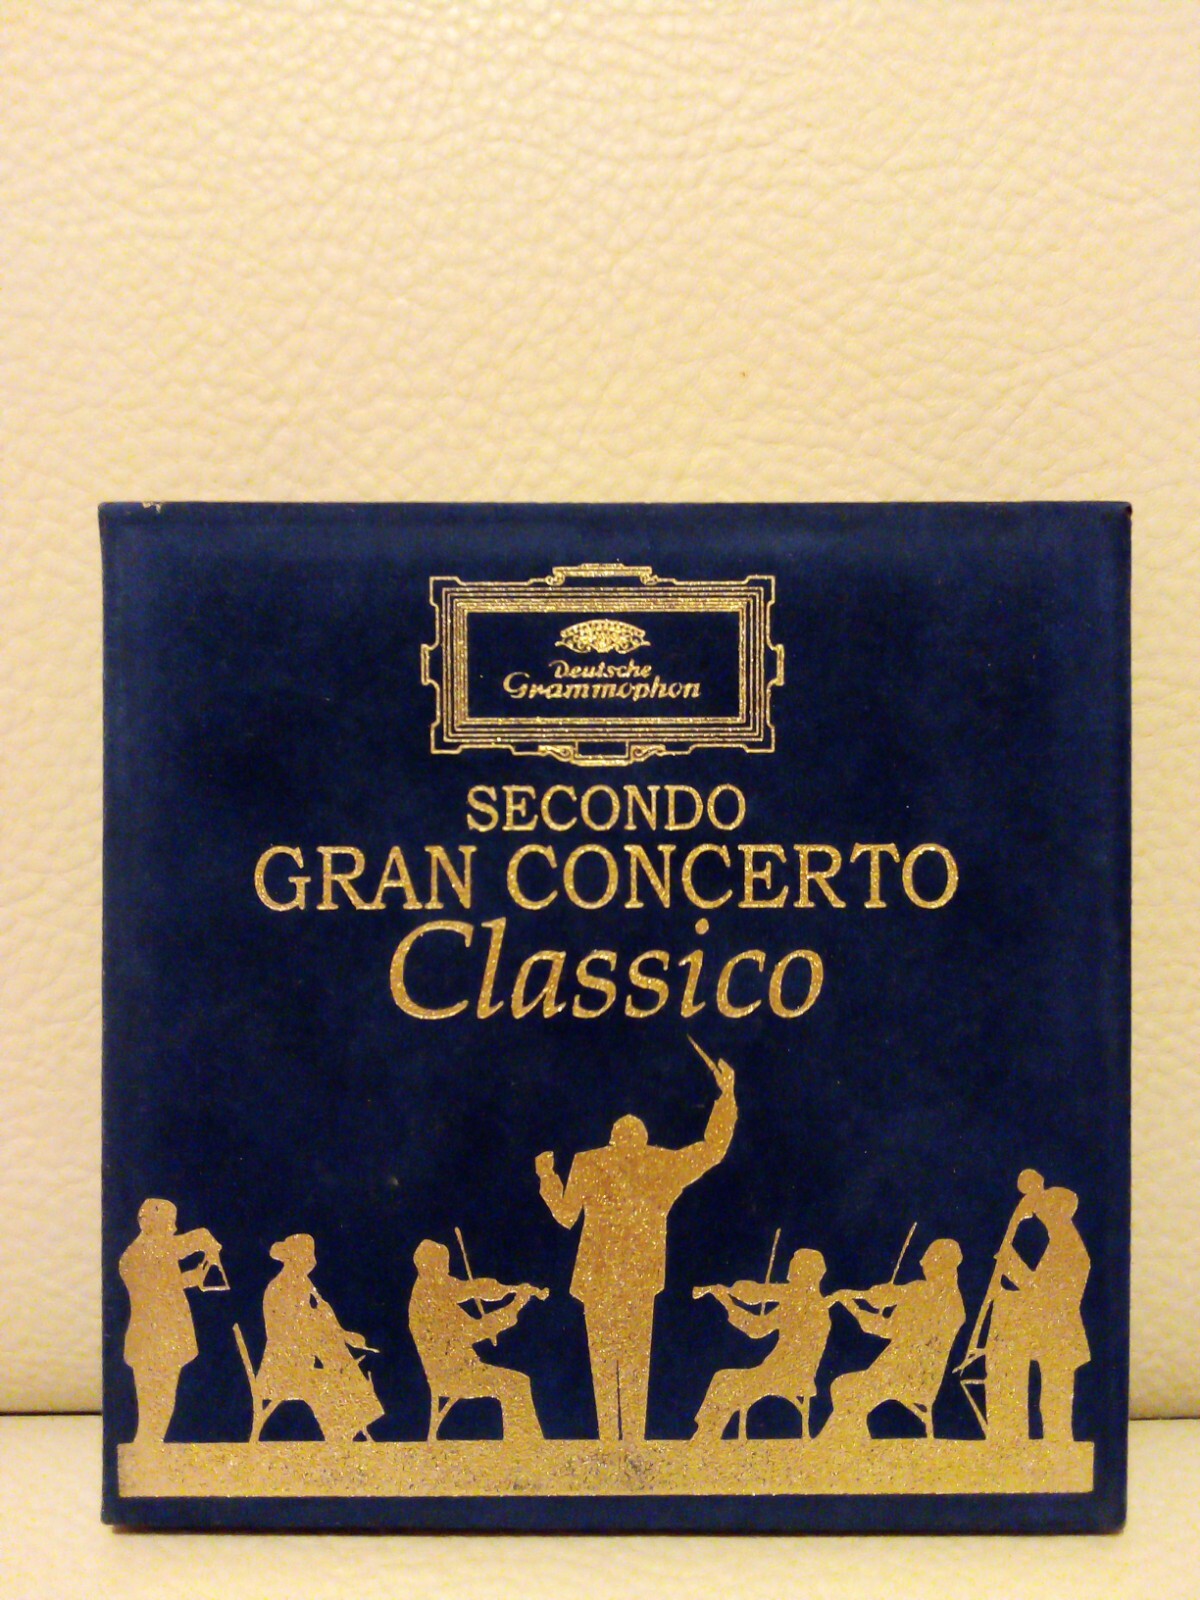 Deutsche
Grammophon
SECONDO
GRAN CONCERTO
Classico